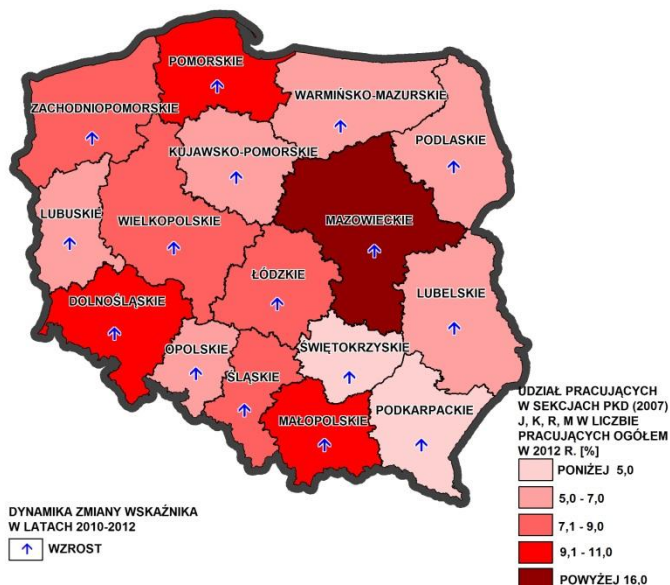 POMORSKIE
ZACHODNIOPOMORSKIE
WARMIŃSKO-MAZURSKIE
PODLASKIE
KUJAWSKO-POMORSKIE
LUBUSKIE
WIELKOPOLSKIE
MAZOWIECKIE
ŁÓDZKIE
DOLNOŚLĄSKIE
LUBELSKIE
OPOLSKIE
ŚLĄSKIE
ŚWIĘTOKRZYSKIE
MAŁOPOLSKIE
PODKARPACKIE
UDZIAŁ PRACUJĄCYCH
W SEKCJACH PKD (2007)
J, K, R, M W LICZBIE
PRACUJĄCYCH OGÓŁEM
W 2012 R. [%]
PONIŻEJ 5,0
5,0 - 7,0
7,1 - 9,0
9,1 - 11,0
POWYŻEJ 16,0
DYNAMIKA ZMIANY WSKAŹNIKA
W LATACH 2010-2012
WZROST